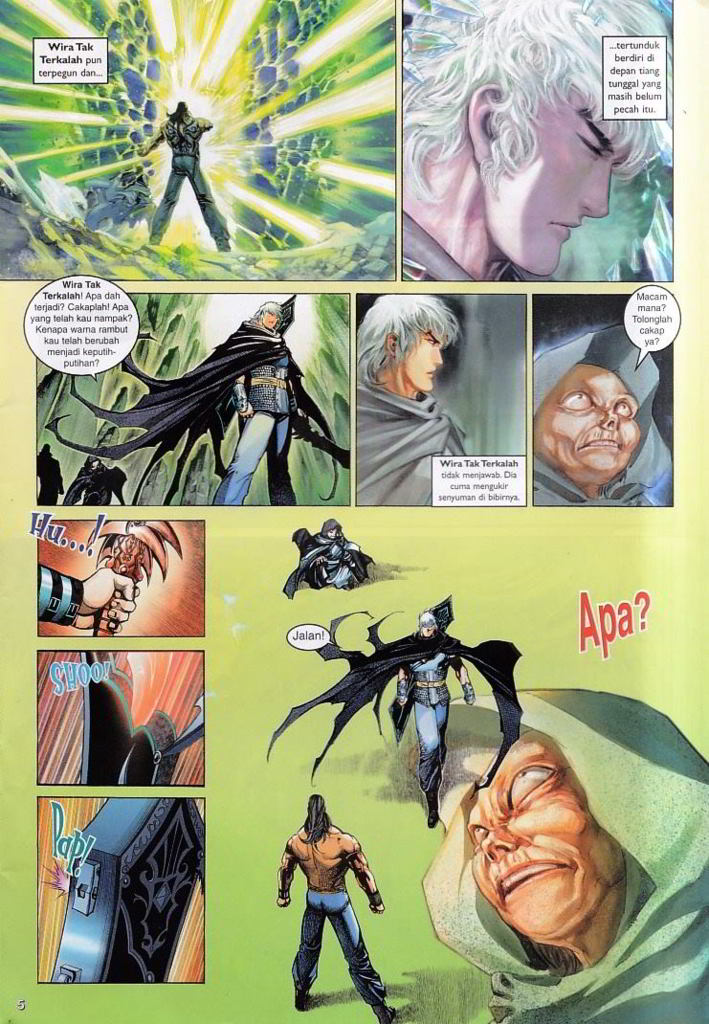 Wira Tak
Terkalah pun
terpegun dan...
...tertunduk
berdiri di
depan tiang
tunggal yang
masih belum
pecah itu.
Wira Tak
Terkalah! Apa dah
terjadi? Cakaplah! Apa
yang telah kau nampak?
Kenapa warna rambut
kau telah berubah
menjadi keputih-
putihan?
Wira Tak Terkalah
tidak menjawab. Dia
cuma mengukir
senyuman di bibirnya.
Macam
mana?
Tolonglah
cakap
ya?
Hu....!
SHOO!
Pap!
Jalan!
Apa?
5